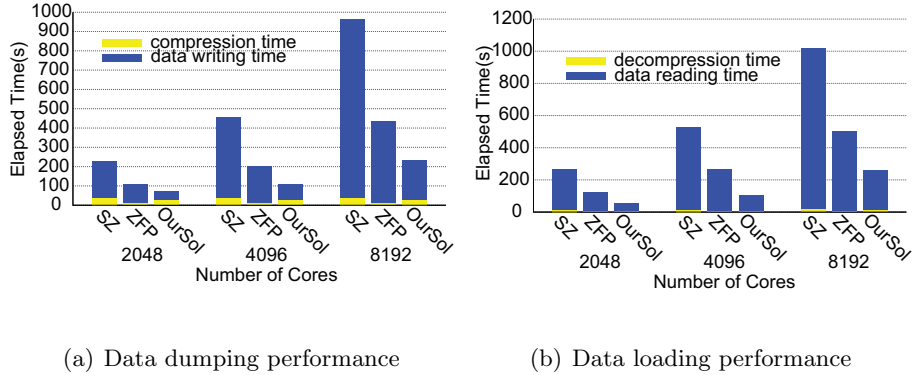 1000
900
800
700
600
500
400
300
200
100
0
Elapsed Time(s)
compression time
data writing time
SZ ZFP OurSol SZ ZFP OurSol SZ ZFP OurSol
2048 4096 8192
Number of Cores
(a) Data dumping performance
1200
1000
800
600
400
200
0
Elapsed Time(s)
decompression time
data reading time
SZ ZFP OurSol SZ ZFP OurSol SZ ZFP OurSol
2048 4096 8192
Number of Cores
(b) Data loading performance